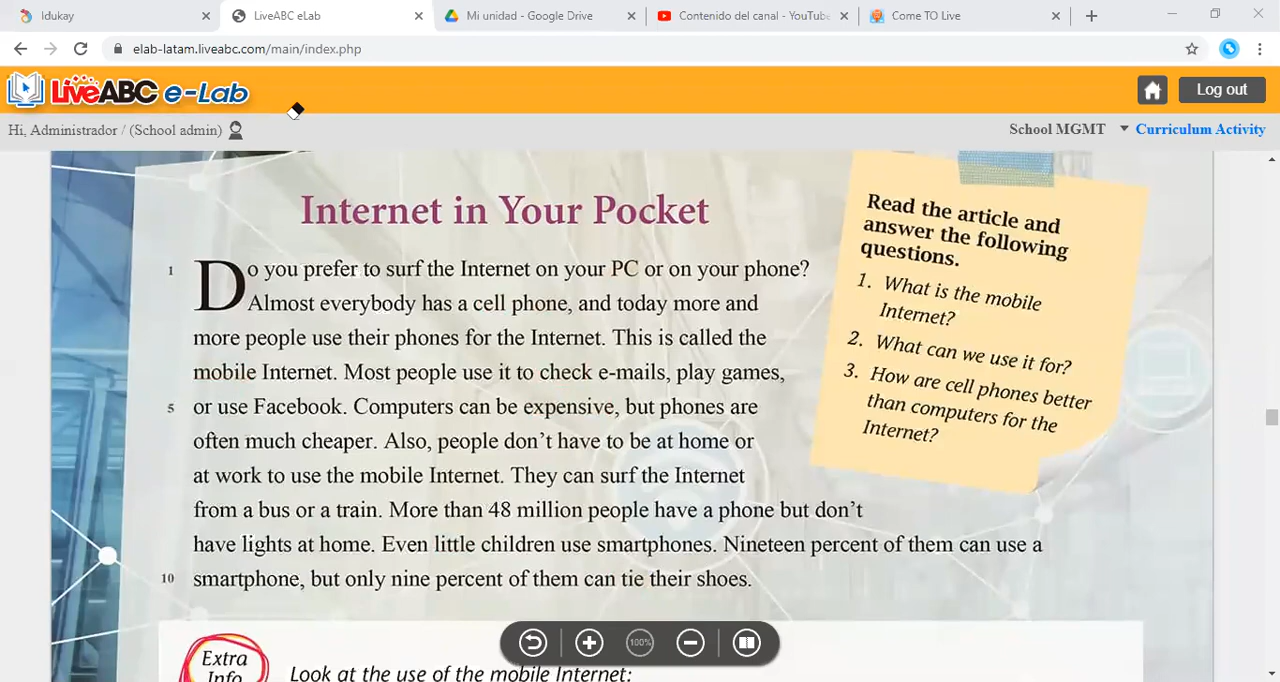 Idukay
LiveABC eLab
Mi unidad - Google Drive
Contenido del canal - YouTube
Come TO Live
elab-latam.liveabc.com/main/index.php
LiveABC e-Lab
Log out
Hi, Administrador / (School admin)
School MGMT
Curriculum Activity
Internet in Your Pocket
1 Do you prefer to surf the Internet on your PC or on your phone?
Almost everybody has a cell phone, and today more and
more people use their phones for the Internet. This is called the
mobile Internet. Most people use it to check e-mails, play games,
5 or use Facebook. Computers can be expensive, but phones are
often much cheaper. Also, people don't have to be at home or
at work to use the mobile Internet. They can surf the Internet
from a bus or a train. More than 48 million people have a phone but don't
have lights at home. Even little children use smartphones. Nineteen percent of them can use a
10 smartphone, but only nine percent of them can tie their shoes.
Read the article and
answer the following
questions.
1. What is the mobile
Internet?
2. What can we use it for?
3. How are cell phones better
than computers for the
Internet?
Extra
Info
Look at the use of the mobile Internet:
100%